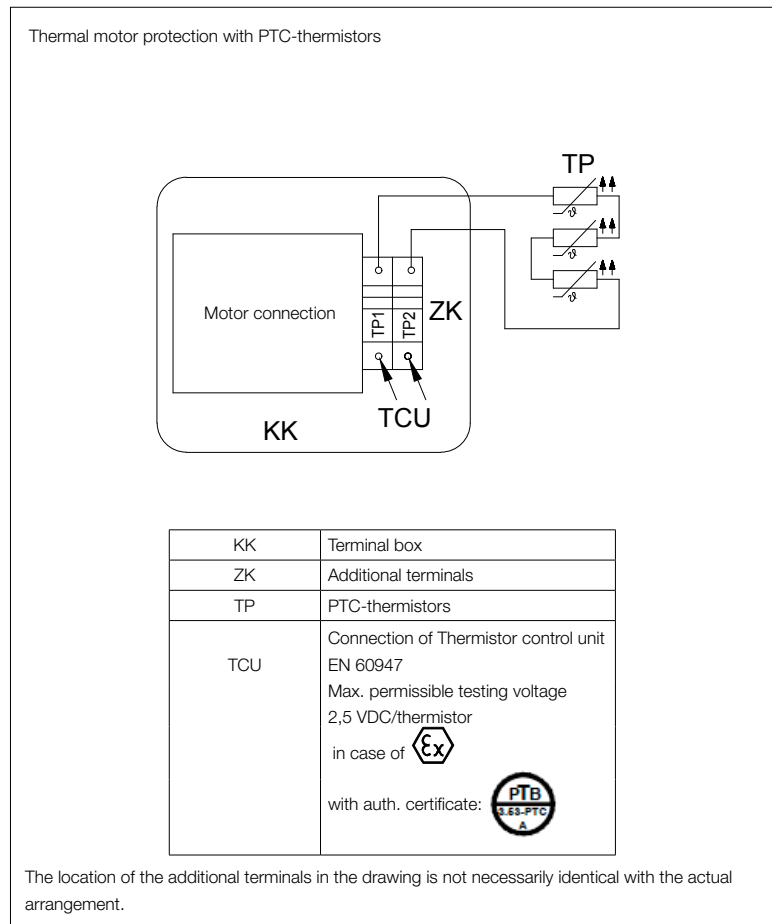 Thermal motor protection with PTC-thermistors
TP
ϑ
ϑ
ϑ
Motor connection
TP1
TP2
ZK
TCU
KK
KK Terminal box
ZK Additional terminals
TP PTC-thermistors
TCU Connection of Thermistor control unit
EN 60947
Max. permissible testing voltage
2,5 VDC/thermistor
in case of Ex
with auth. certificate:
PTB
3.53-PTC
A
The location of the additional terminals in the drawing is not necessarily identical with the actual
arrangement.